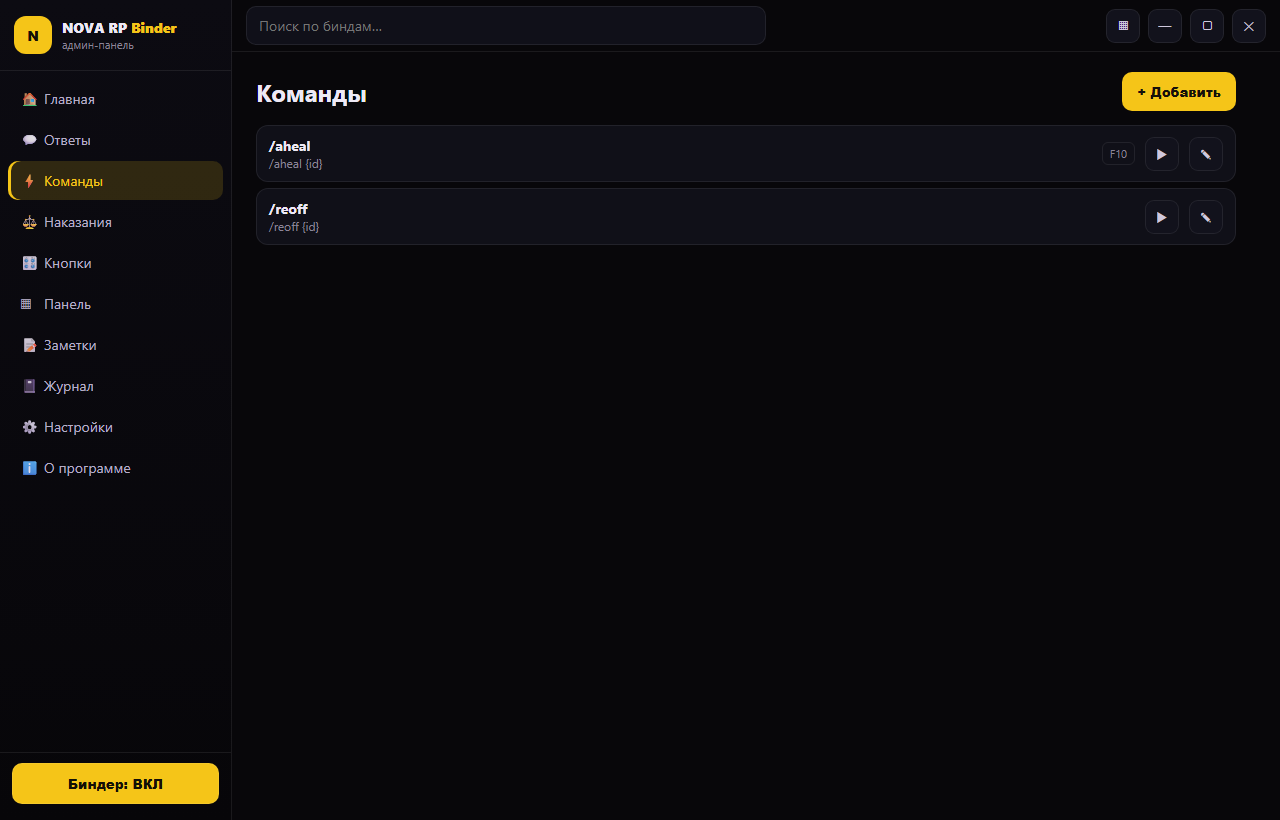 N
NOVA RP Binder
админ-панель
Поиск по биндам...
Главная
Ответы
Команды
Наказания
Кнопки
Панель
Заметки
Журнал
Настройки
О программе
Биндер: ВКЛ
Команды
+ Добавить
/aheal
/aheal {id}
F10
/reoff
/reoff {id}